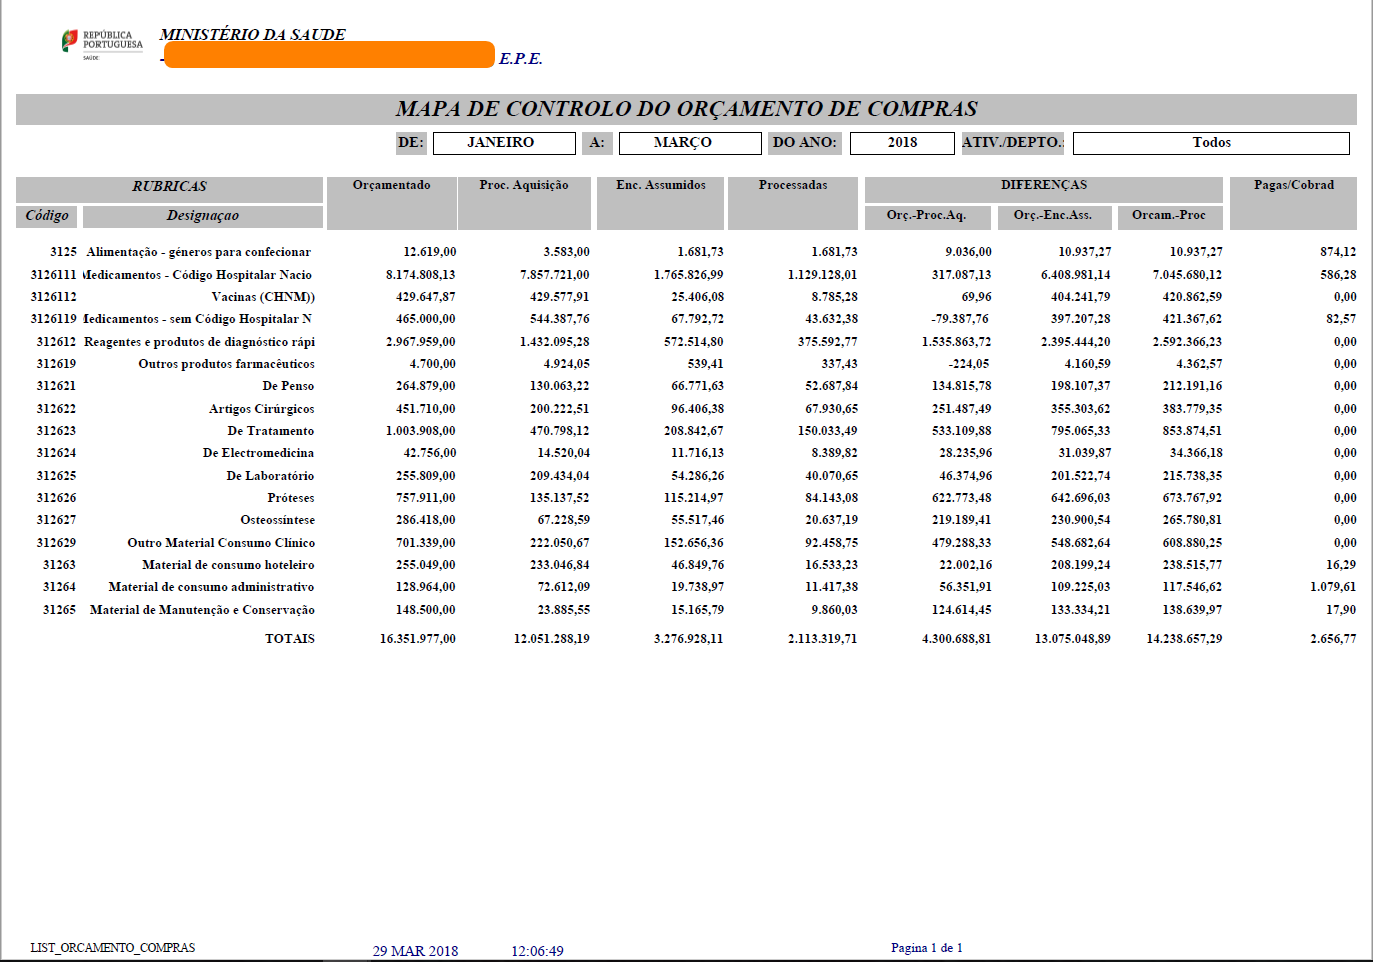 REPÚBLICA
PORTUGUESA
SAÚDE
MINISTÉRIO DA SAUDE
- E.P.E.
MAPA DE CONTROLO DO ORÇAMENTO DE COMPRAS
DE: JANEIRO A: MARÇO DO ANO: 2018 ATIV./DEPTO.: Todos
RUBRICAS Orçamentado Proc. Aquisição Enc. Assumidos Processadas DIFERENÇAS Pagas/Cobrad
Código Designaçao Orç.-Proc.Aq. Orç.-Enc.Ass. Orcam.-Proc
3125 Alimentação - géneros para confecionar 12.619,00 3.583,00 1.681,73 1.681,73 9.036,00 10.937,27 10.937,27 874,12
3126111 Medicamentos - Código Hospitalar Nacio 8.174.808,13 7.857.721,00 1.765.826,99 1.129.128,01 317.087,13 6.408.981,14 7.045.680,12 586,28
3126112 Vacinas (CHNM)) 429.647,87 429.577,91 25.406,08 8.785,28 69,96 404.241,79 420.862,59 0,00
3126119 Medicamentos - sem Código Hospitalar N 465.000,00 544.387,76 67.792,72 43.632,38 -79.387,76 397.207,28 421.367,62 82,57
312612 Reagentes e produtos de diagnóstico rápi 2.967.959,00 1.432.095,28 572.514,80 375.592,77 1.535.863,72 2.395.444,20 2.592.366,23 0,00
312619 Outros produtos farmacêuticos 4.700,00 4.924,05 539,41 337,43 -224,05 4.160,59 4.362,57 0,00
312621 De Penso 264.879,00 130.063,22 66.771,63 52.687,84 134.815,78 198.107,37 212.191,16 0,00
312622 Artigos Cirúrgicos 451.710,00 200.222,51 96.406,38 67.930,65 251.487,49 355.303,62 383.779,35 0,00
312623 De Tratamento 1.003.908,00 470.798,12 208.842,67 150.033,49 533.109,88 795.065,33 853.874,51 0,00
312624 De Electromedicina 42.756,00 14.520,04 11.716,13 8.389,82 28.235,96 31.039,87 34.366,18 0,00
312625 De Laboratório 255.809,00 209.434,04 54.286,26 40.070,65 46.374,96 201.522,74 215.738,35 0,00
312626 Próteses 757.911,00 135.137,52 115.214,97 84.143,08 622.773,48 642.696,03 673.767,92 0,00
312627 Osteossíntese 286.418,00 67.228,59 55.517,46 20.637,19 219.189,41 230.900,54 265.780,81 0,00
312629 Outro Material Consumo Clínico 701.339,00 222.050,67 152.656,36 92.458,75 479.288,33 548.682,64 608.880,25 0,00
31263 Material de consumo hoteleiro 255.049,00 233.046,84 46.849,76 16.533,23 22.002,16 208.199,24 238.515,77 16,29
31264 Material de consumo administrativo 128.964,00 72.612,09 19.738,97 11.417,38 56.351,91 109.225,03 117.546,62 1.079,61
31265 Material de Manutenção e Conservação 148.500,00 23.885,55 15.165,79 9.860,03 124.614,45 133.334,21 138.639,97 17,90
TOTAIS 16.351.977,00 12.051.288,19 3.276.928,11 2.113.319,71 4.300.688,81 13.075.048,89 14.238.657,29 2.656,77
LIST_ORCAMENTO_COMPRAS 29 MAR 2018 12:06:49 Pagina 1 de 1